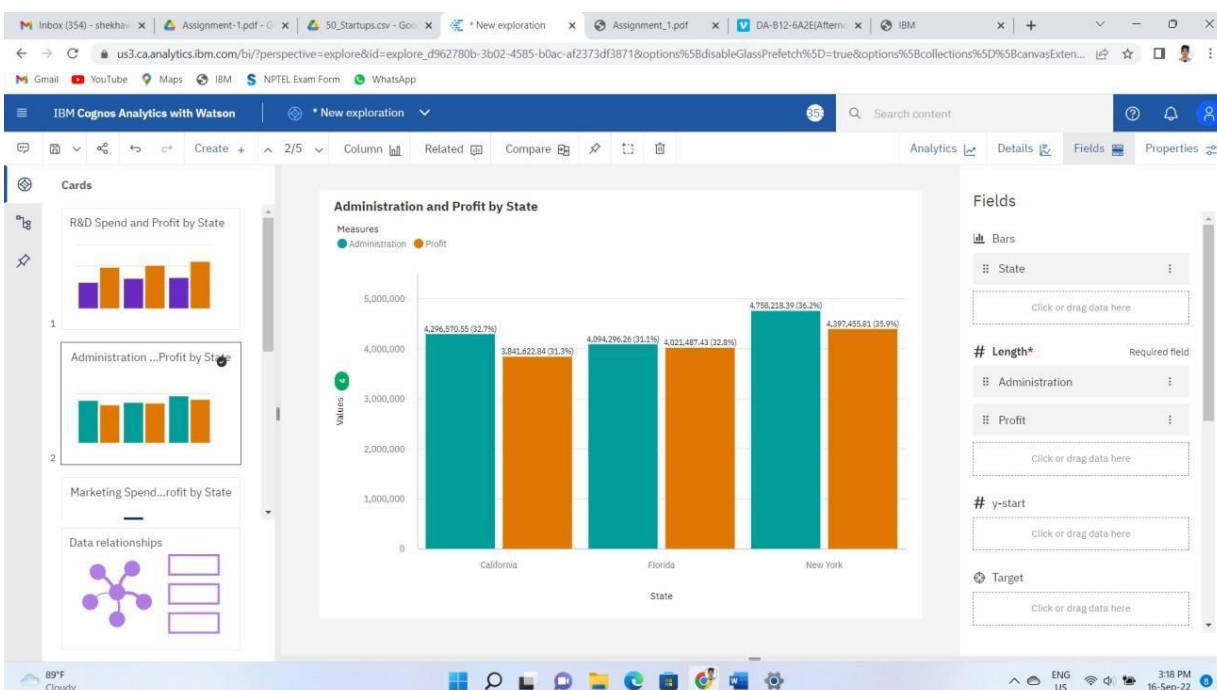 Inbox (354) - shekhav
Assignment-1.pdf - G
50_Startups.csv - Goo
* New exploration
Assignment_1.pdf
DA-B12-6A2E(Aftern
IBM
us3.ca.analytics.ibm.com/bi/?perspective=explore&id=explore_d962780b-3b02-4585-b0ac-af2373df3871&options%5BdisableGlassPrefetch%5D=true&options%5Bcollections%5D%5BcanvasExten...
Gmail YouTube Maps IBM NPTEL Exam Form WhatsApp
IBM Cognos Analytics with Watson
* New exploration
Search content
Create + 2/5 Column Related Compare Analytics Details Fields Properties
Cards
R&D Spend and Profit by State
1
Administration ...Profit by State
2
Marketing Spend...rofit by State
Data relationships
Administration and Profit by State
Measures
Administration Profit
5,000,000
4,000,000
3,000,000
2,000,000
1,000,000
0
Values
4,296,570.55 (32.7%)
3,841,622.84 (31.3%)
4,094,296.26 (31.1%)
4,021,487.43 (32.8%)
4,758,218.39 (36.2%)
4,397,455.81 (35.9%)
California Florida New York
State
Fields
Bars
State
Click or drag data here
# Length* Required field
Administration
Profit
Click or drag data here
# y-start
Click or drag data here
Target
Click or drag data here
89°F
Cloudy
ENG
US
3:18 PM
16-Sep-22
8